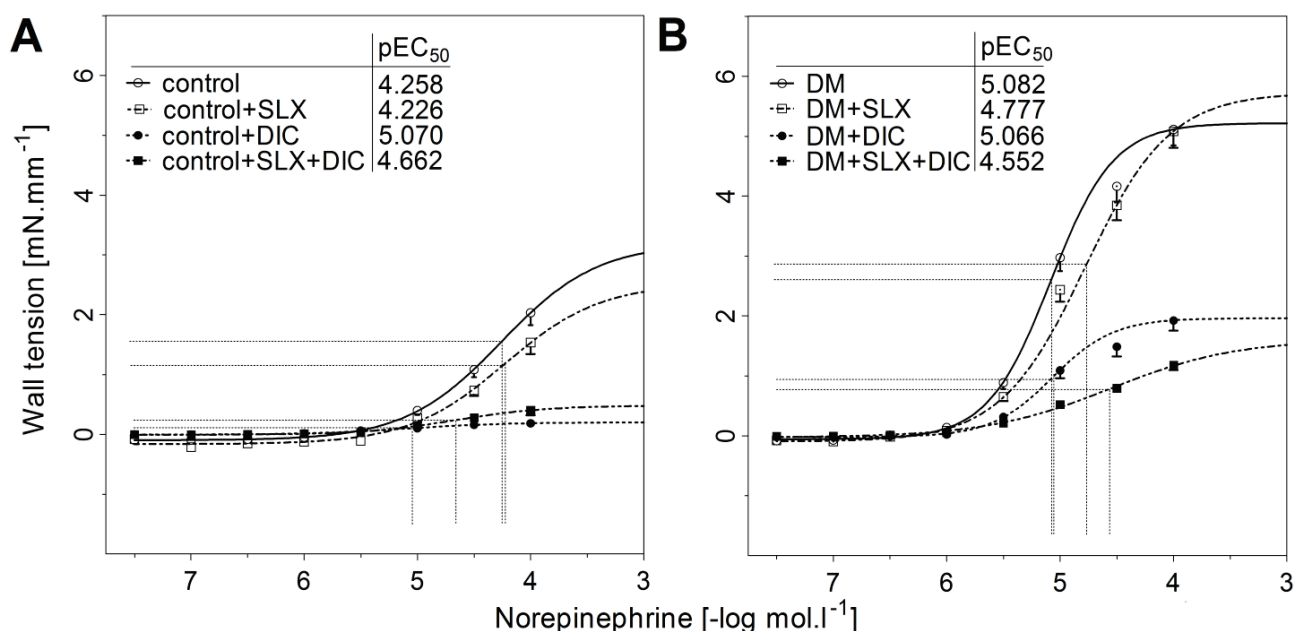 A
pEC50
control 4.258
control+SLX 4.226
control+DIC 5.070
control+SLX+DIC 4.662
B
pEC50
DM 5.082
DM+SLX 4.777
DM+DIC 5.066
DM+SLX+DIC 4.552
Wall tension [mN.mm-1]
6
4
2
0
6
4
2
0
7 6 5 4 3
7 6 5 4 3
Norepinephrine [-log mol.l-1]